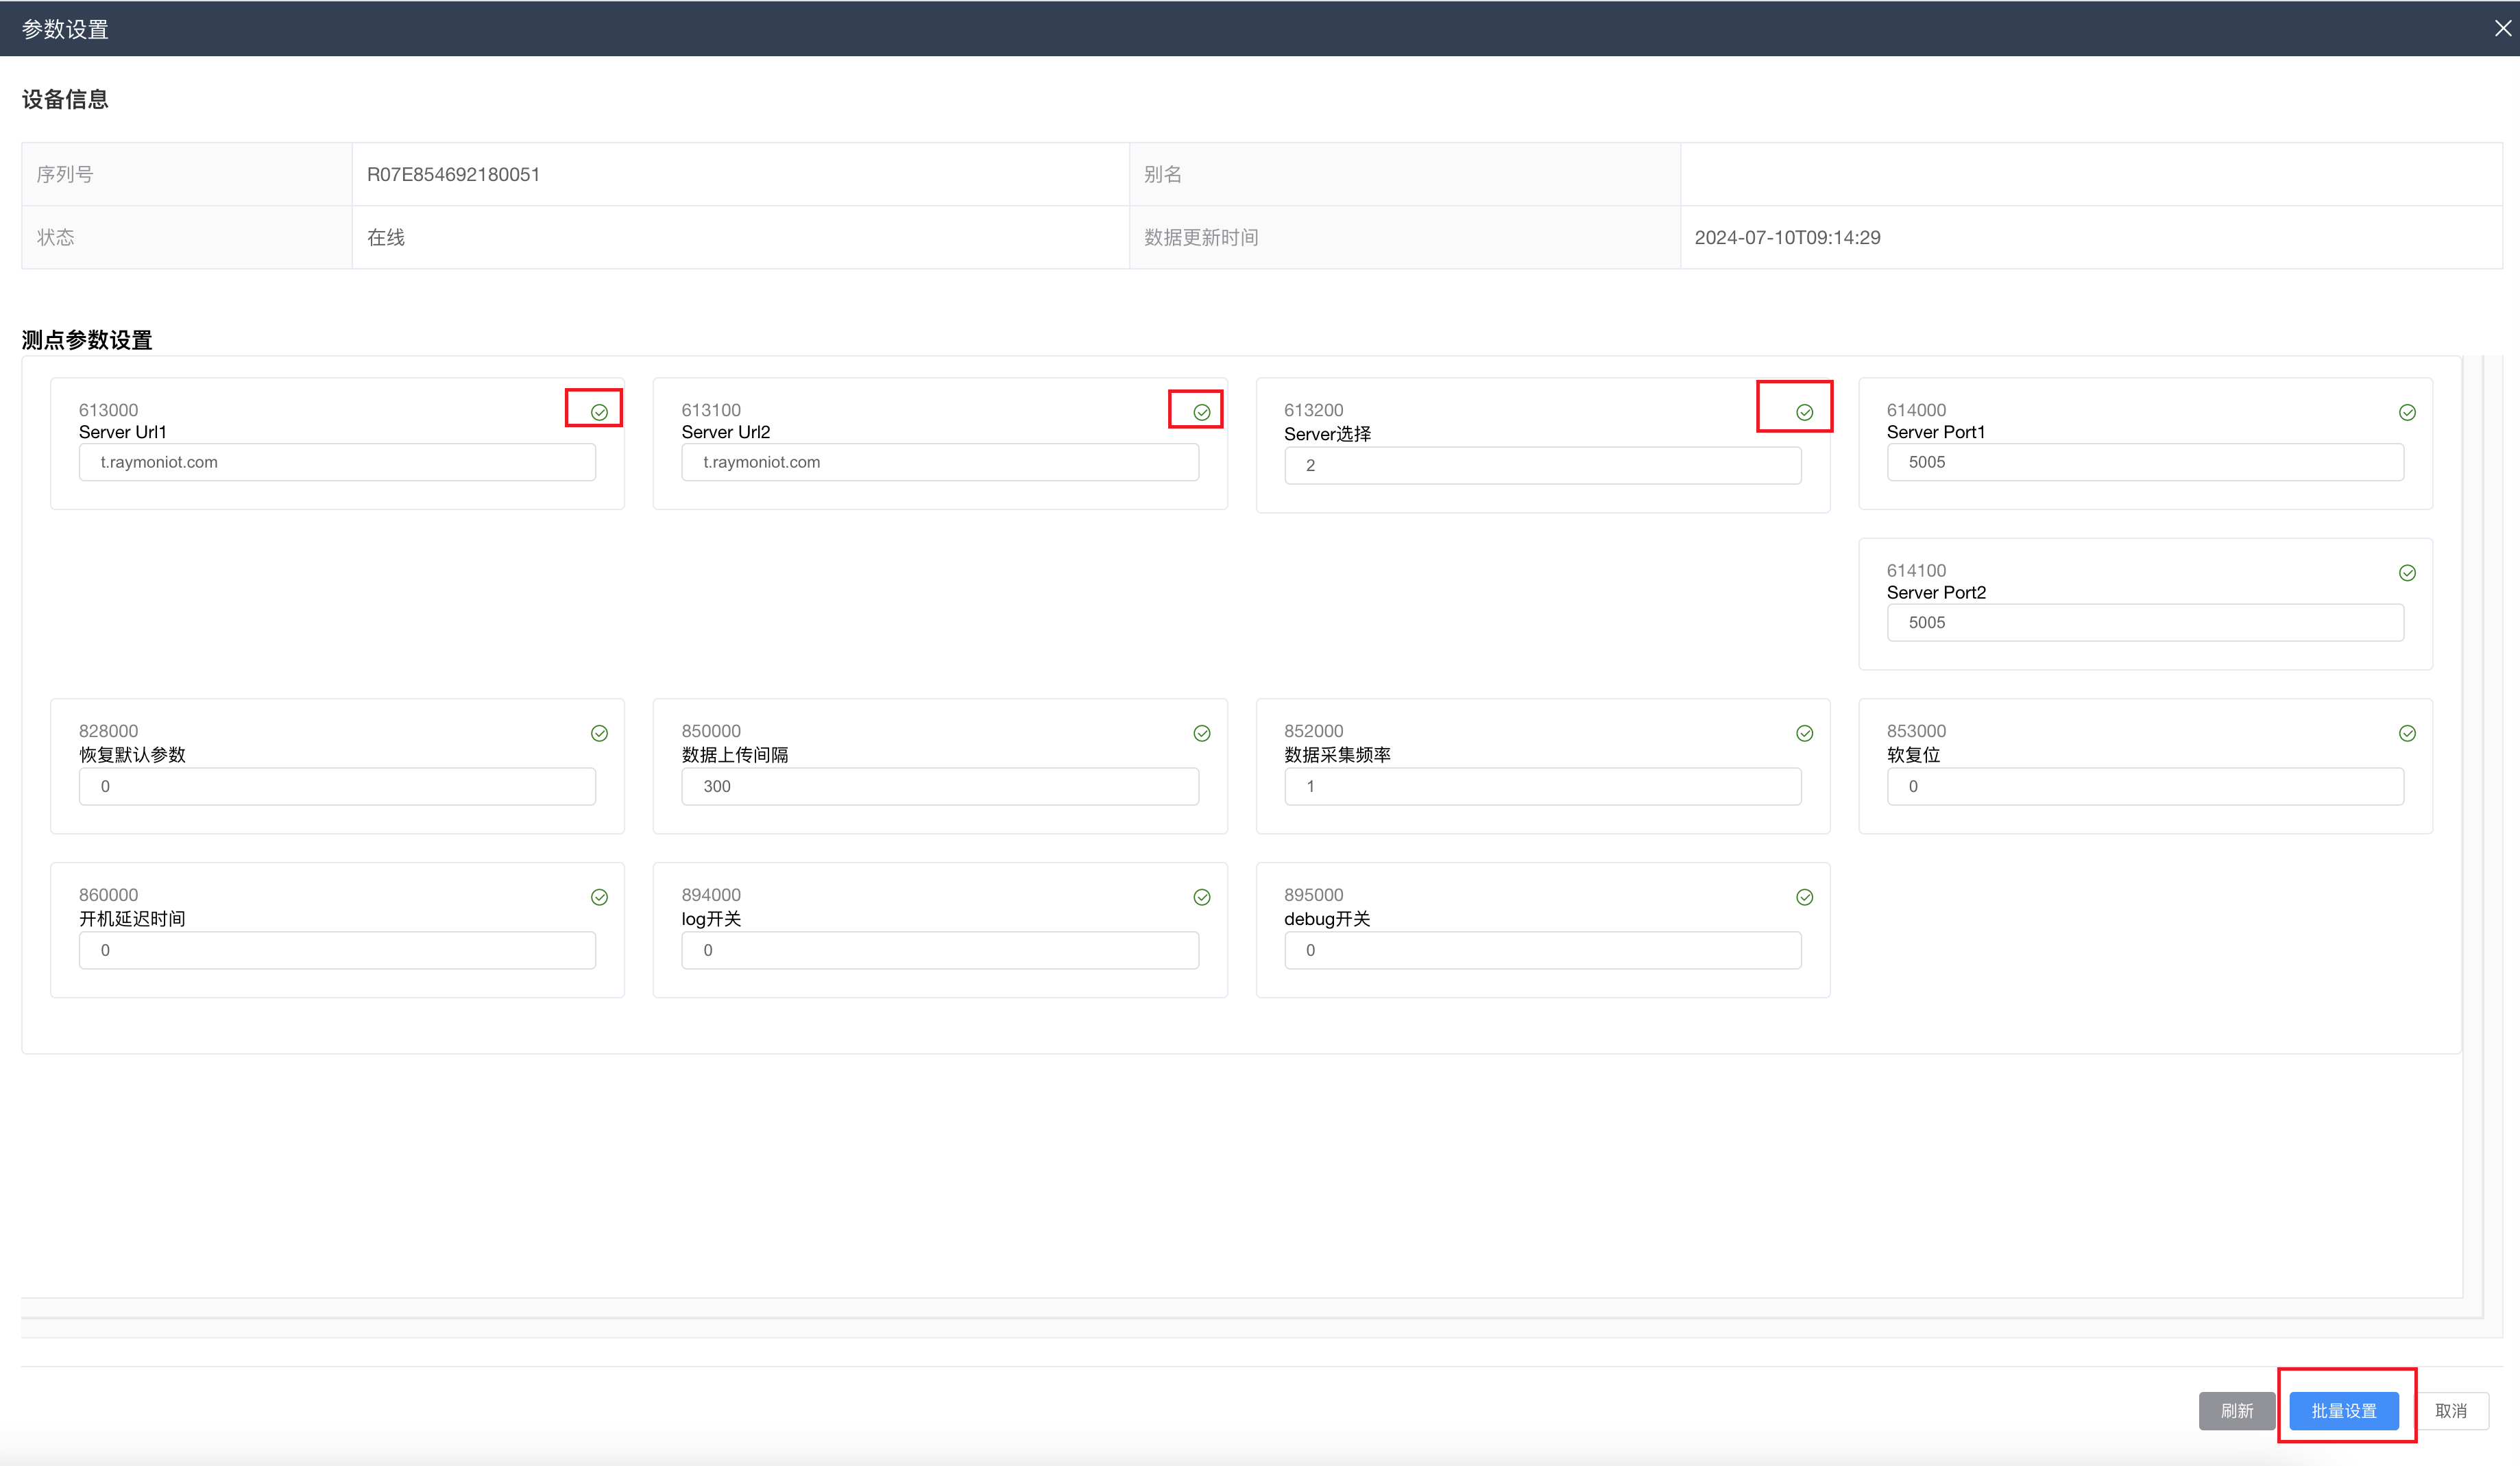 参数设置
设备信息
序列号 R07E854692180051 别名
状态 在线 数据更新时间 2024-07-10T09:14:29
测点参数设置
613000
Server Url1
t.raymoniot.com
613100
Server Url2
t.raymoniot.com
613200
Server选择
2
614000
Server Port1
5005
614100
Server Port2
5005
828000
恢复默认参数
0
850000
数据上传间隔
300
852000
数据采集频率
1
853000
软复位
0
860000
开机延迟时间
0
894000
log开关
0
895000
debug开关
0
刷新 批量设置 取消